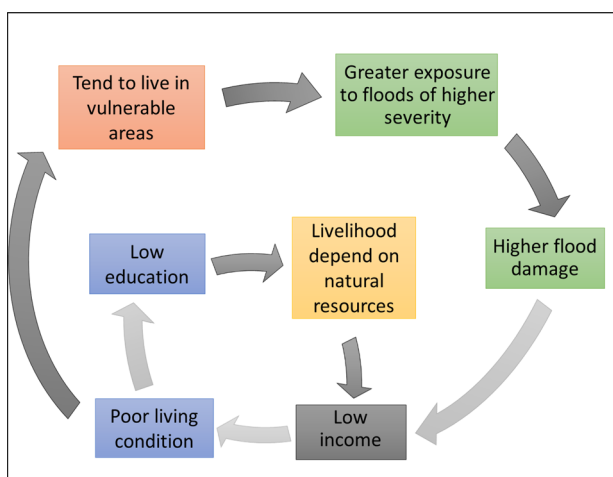 Tend to live in
vulnerable
areas
Greater exposure
to floods of higher
severity
Low
education
Livelihood
depend on
natural
resources
Higher flood
damage
Poor living
condition
Low
income